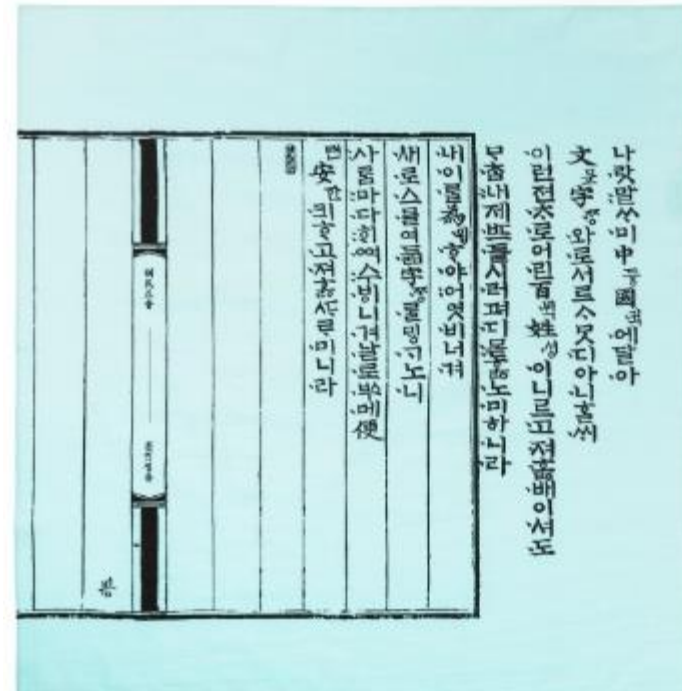 나랏말ᄊᆞ미中듕國귁에달아
文문字ᄍᆞᆼ와로서르ᄉᆞᄆᆞᆺ디아니ᄒᆞᆯᄊᆡ
이런젼ᄎᆞ로어린百ᄇᆡᆨ姓셩이니르고져ᄒᆞᇙ배이셔도
ᄆᆞᄎᆞᆷ내제ᄠᅳ들시러펴디몯ᄒᆞᇙ노미하니라
내이ᄅᆞᆯ爲윙ᄒᆞ야어엿비너겨
새로스믈여듧字ᄍᆞᆼᄅᆞᆯᄆᆡᇰᄀᆞ노니
사ᄅᆞᆷ마다ᄒᆡᅇᅧ수ᄫᅵ니겨날로ᄡᅮ메便
뼌安한킈ᄒᆞ고져ᄒᆞᇙᄯᆞᄅᆞ미니라